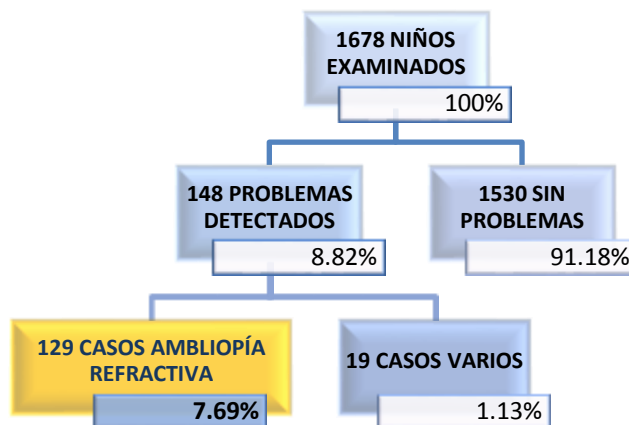 1678 NIÑOS
EXAMINADOS
100%
148 PROBLEMAS
DETECTADOS
8.82%
1530 SIN
PROBLEMAS
91.18%
129 CASOS AMBLIOPÍA
REFRACTIVA
7.69%
19 CASOS VARIOS
1.13%